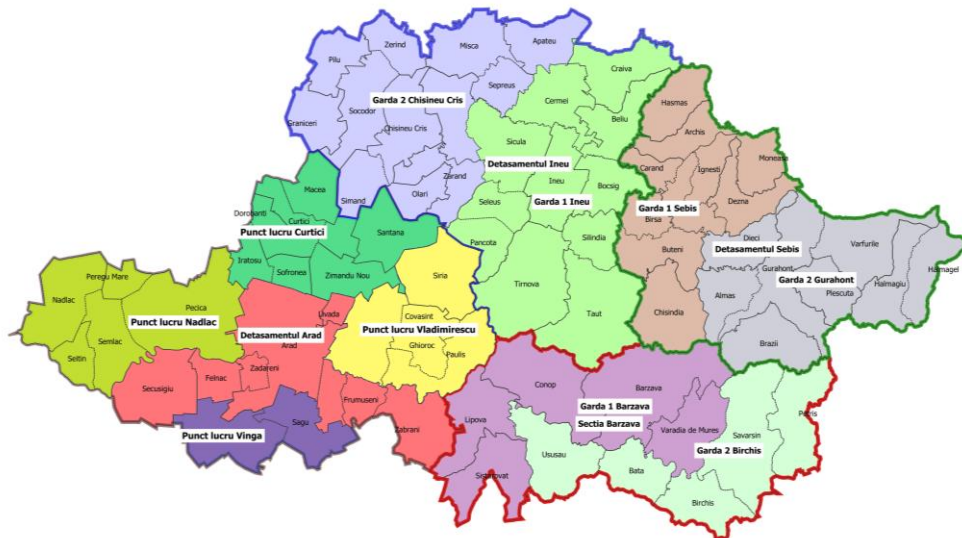 Zerind
Misca
Apateu
Pilu
Craiva
Sepreus
Garda 2 Chisineu Cris
Cermei
Hasmas
Socodor
Beliu
Graniceri
Chisineu Cris
Archis
Sicula
Moneasa
Detasamentul Ineu
Carand
Ignesti
Macea
Zarand
Ineu
Bocsig
Olari
Simand
Seleus
Garda 1 Ineu
Garda 1 Sebis
Dezna
Dorobanti
Curtici
Birsa
Punct lucru Curtici
Santana
Silindia
Dieci
Pancota
Detasamentul Sebis
Varfurile
Buteni
Iratosu
Hălmagel
Sofronea
Zimandu Nou
Siria
Gurahont
Peregu Mare
Garda 2 Gurahont
Tirnova
Halmagiu
Nadlac
Almas
Plescuta
Pecica
Livada
Covasint
Taut
Chisindia
Punct lucru Nadlac
Detasamentul Arad
Punct lucru Vladimirescu
Semlac
Arad
Ghioroc
Brazii
Seitin
Zadareni
Paulis
Secusigiu
Felnac
Conop
Barzava
Frumuseni
Garda 1 Barzava
Petris
Lipova
Sectia Barzava
Sagu
Varadia de Mures
Zabrani
Savarsin
Punct lucru Vinga
Garda 2 Birchis
Ususau
Bata
Sistarovat
Birchis